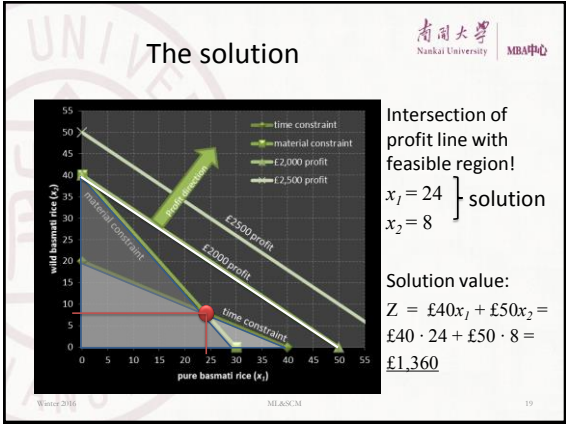 The solution
南開大學
Nankai University
MBA中心
55
50
45
40
35
30
25
20
15
10
5
0
wild basmati rice (x₂)
time constraint
material constraint
£2,000 profit
£2,500 profit
Profit direction
material constraint
£2500 profit
£2000 profit
time constraint
0 5 10 15 20 25 30 35 40 45 50 55
pure basmati rice (x₁)
Intersection of
profit line with
feasible region!
x₁ = 24
x₂ = 8
solution
Solution value:
Z = £40x₁ + £50x₂ =
£40 · 24 + £50 · 8 =
£1,360
Winter 2016
ML&SCM
19